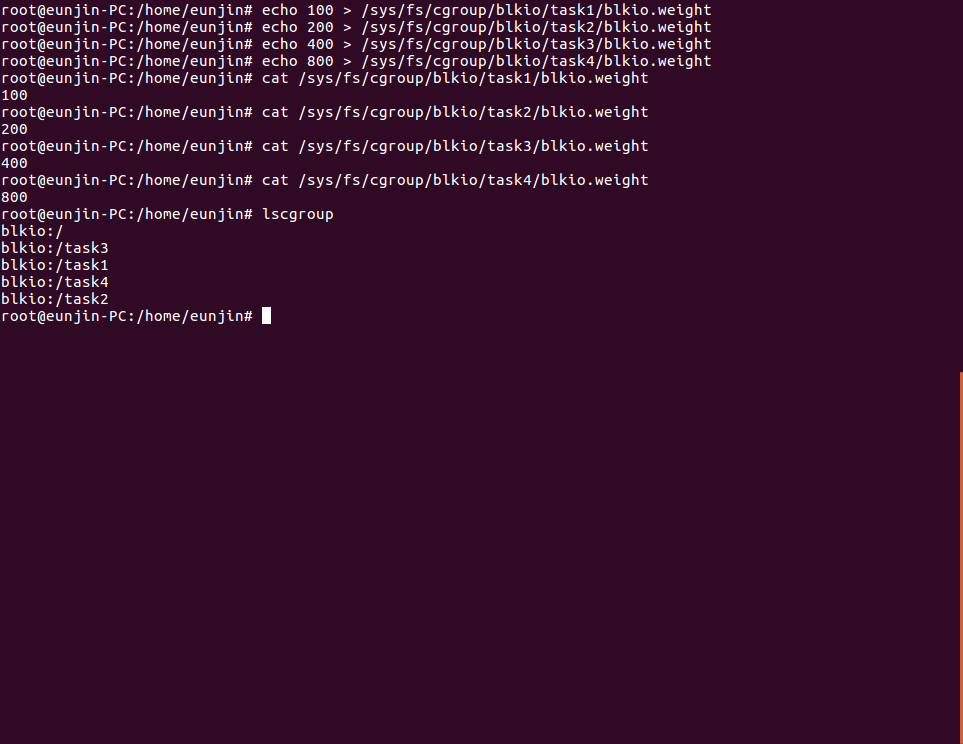 root@eunjin-PC:/home/eunjin# echo 100 > /sys/fs/cgroup/blkio/task1/blkio.weight
root@eunjin-PC:/home/eunjin# echo 200 > /sys/fs/cgroup/blkio/task2/blkio.weight
root@eunjin-PC:/home/eunjin# echo 400 > /sys/fs/cgroup/blkio/task3/blkio.weight
root@eunjin-PC:/home/eunjin# echo 800 > /sys/fs/cgroup/blkio/task4/blkio.weight
root@eunjin-PC:/home/eunjin# cat /sys/fs/cgroup/blkio/task1/blkio.weight
100
root@eunjin-PC:/home/eunjin# cat /sys/fs/cgroup/blkio/task2/blkio.weight
200
root@eunjin-PC:/home/eunjin# cat /sys/fs/cgroup/blkio/task3/blkio.weight
400
root@eunjin-PC:/home/eunjin# cat /sys/fs/cgroup/blkio/task4/blkio.weight
800
root@eunjin-PC:/home/eunjin# lscgroup
blkio:/
blkio:/task3
blkio:/task1
blkio:/task4
blkio:/task2
root@eunjin-PC:/home/eunjin#